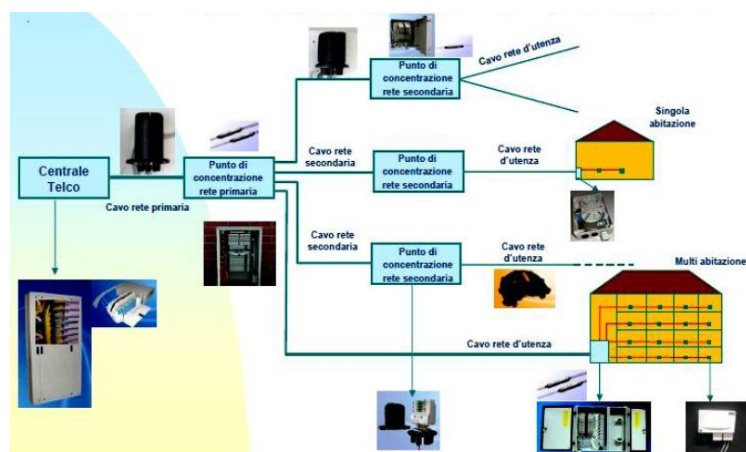 Cavo rete d'utenza
Punto di
concentrazione
rete secondaria
Singola
abitazione
Centrale
Telco
Punto di
concentrazione
rete primaria
Cavo rete
secondaria
Punto di
concentrazione
rete secondaria
Cavo rete
d'utenza
Cavo rete primaria
Cavo rete
secondaria
Punto di
concentrazione
rete secondaria
Cavo rete
d'utenza
Multi abitazione
Cavo rete d'utenza